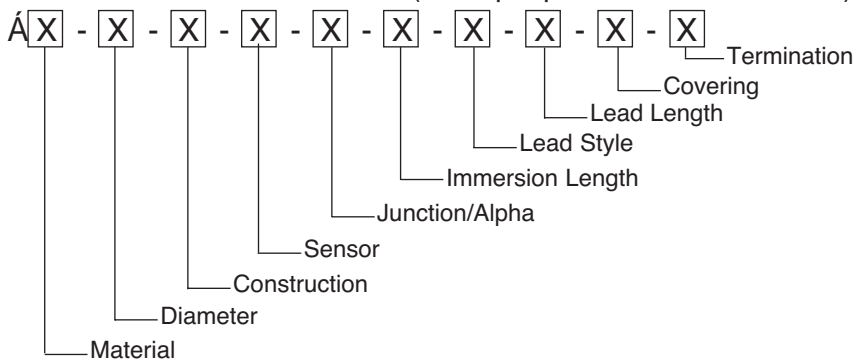 ÁX - X - X - X - X - X - X - X - X - X
Termination
Covering
Lead Length
Lead Style
Immersion Length
Junction/Alpha
Sensor
Construction
Diameter
Material